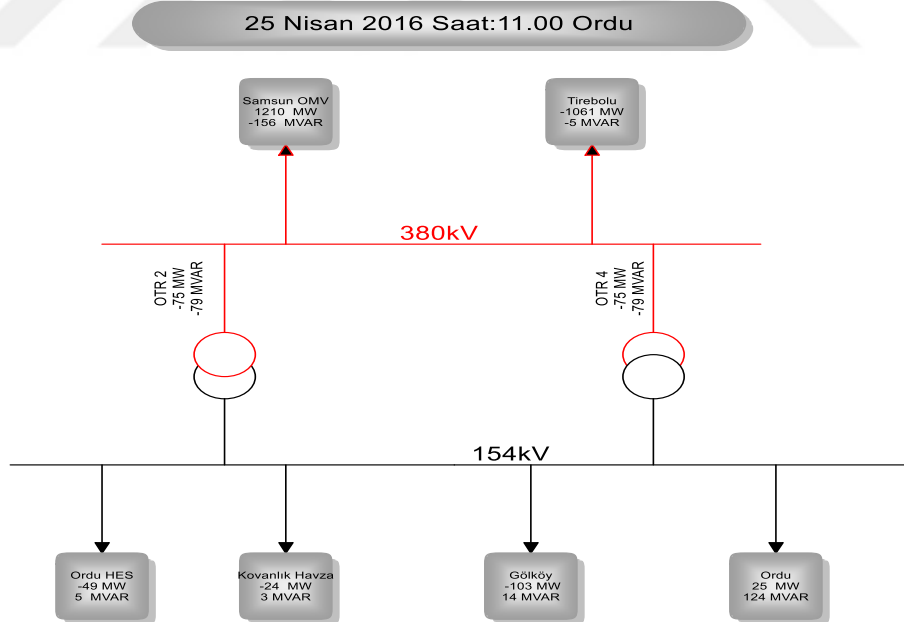 25 Nisan 2016 Saat:11.00 Ordu
Samsun OMV
1210 MW
-156 MVAR
Tirebolu
-1061 MW
-5 MVAR
380kV
OTR 2
-75 MW
-79 MVAR
OTR 4
-75 MW
-79 MVAR
154kV
Ordu HES
-49 MW
5 MVAR
Kovanlık Havza
-24 MW
3 MVAR
Gölköy
-103 MW
14 MVAR
Ordu
25 MW
124 MVAR